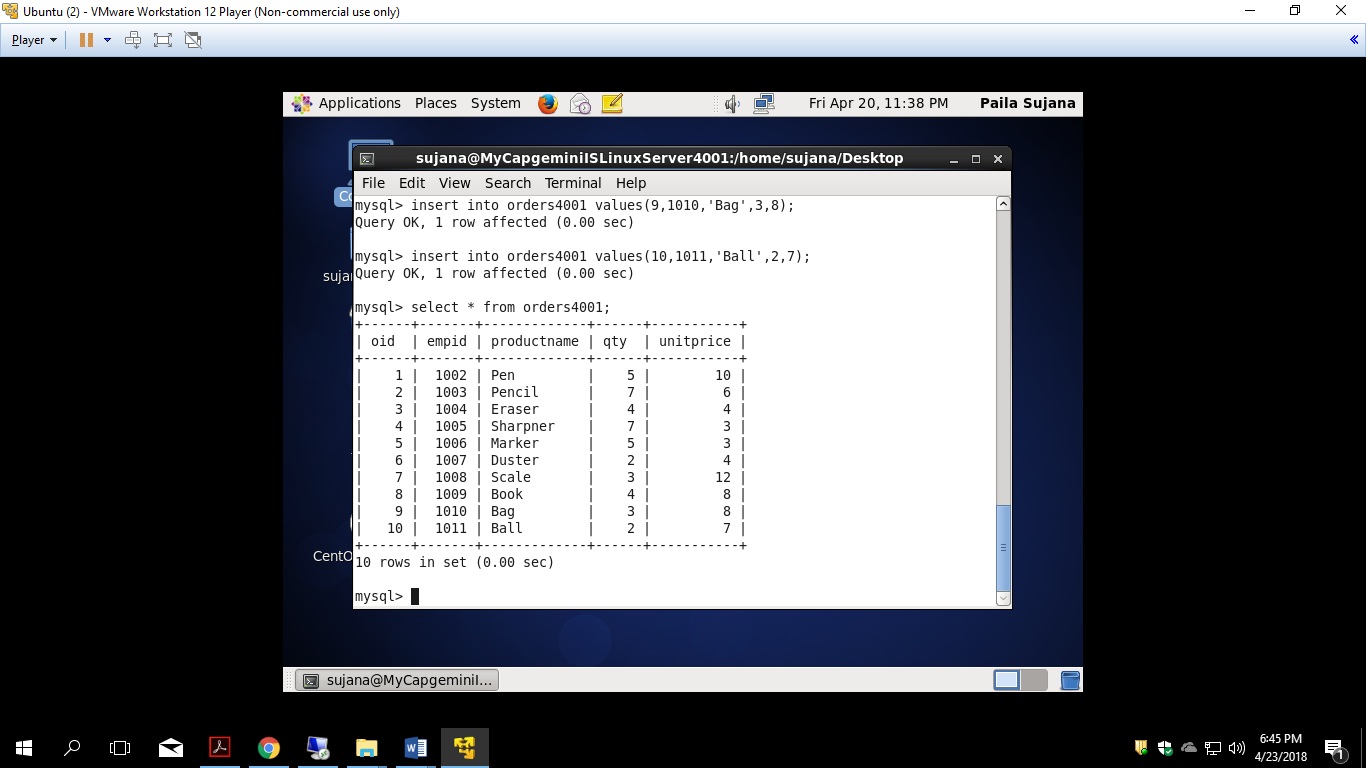 Ubuntu (2) - VMware Workstation 12 Player (Non-commercial use only)
Player
Applications Places System Fri Apr 20, 11:38 PM Paila Sujana
sujana@MyCapgeminiISLinuxServer4001:/home/sujana/Desktop
File Edit View Search Terminal Help
mysql> insert into orders4001 values(9,1010,'Bag',3,8);
Query OK, 1 row affected (0.00 sec)
mysql> insert into orders4001 values(10,1011,'Ball',2,7);
Query OK, 1 row affected (0.00 sec)
mysql> select * from orders4001;
+------+-------+-------------+------+-----------+
| oid  | empid | productname | qty  | unitprice |
+------+-------+-------------+------+-----------+
|    1 |  1002 | Pen         |    5 |        10 |
|    2 |  1003 | Pencil      |    7 |         6 |
|    3 |  1004 | Eraser      |    4 |         4 |
|    4 |  1005 | Sharpner    |    7 |         3 |
|    5 |  1006 | Marker      |    5 |         3 |
|    6 |  1007 | Duster      |    2 |         4 |
|    7 |  1008 | Scale       |    3 |        12 |
|    8 |  1009 | Book        |    4 |         8 |
|    9 |  1010 | Bag         |    3 |         8 |
|   10 |  1011 | Ball        |    2 |         7 |
+------+-------+-------------+------+-----------+
10 rows in set (0.00 sec)
mysql>
Co
suja
CentO
sujana@MyCapgeminiI...
6:45 PM
4/23/2018
1